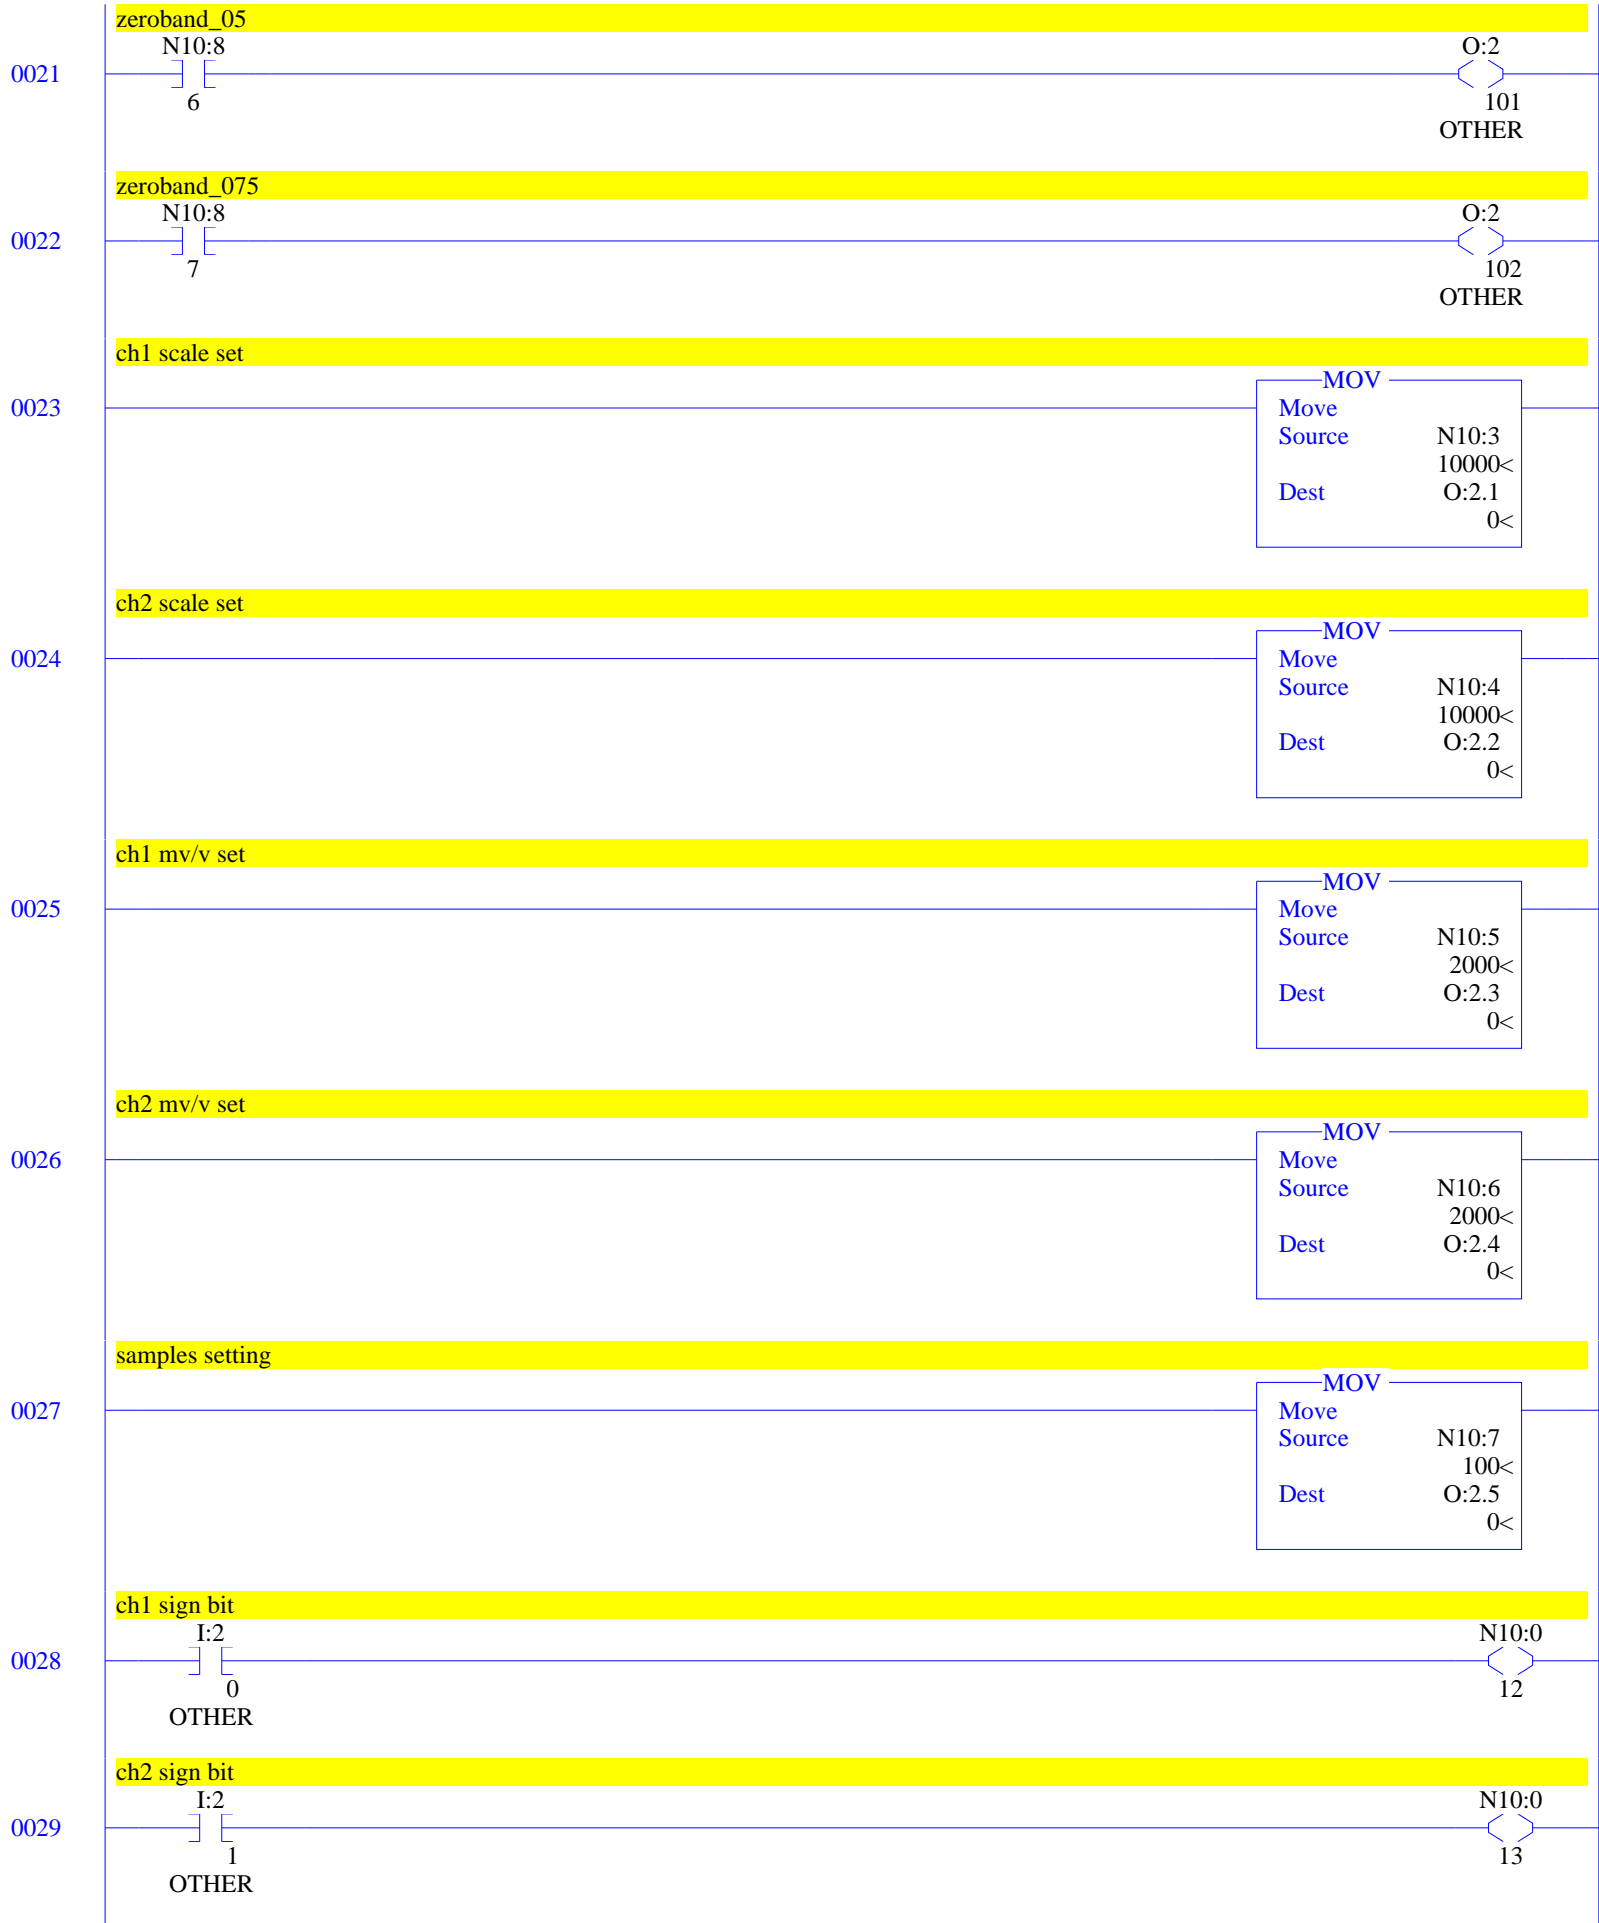 zeroband_05
N10:8 O:2
0021
6 101
OTHER
zeroband_075
N10:8 O:2
0022
7 102
OTHER
ch1 scale set
MOV
0023 Move
Source N10:3
10000<
Dest O:2.1
0<
ch2 scale set
MOV
0024 Move
Source N10:4
10000<
Dest O:2.2
0<
ch1 mv/v set
MOV
0025 Move
Source N10:5
2000<
Dest O:2.3
0<
ch2 mv/v set
MOV
0026 Move
Source N10:6
2000<
Dest O:2.4
0<
samples setting
MOV
0027 Move
Source N10:7
100<
Dest O:2.5
0<
ch1 sign bit
I:2 N10:0
0028
0 12
OTHER
ch2 sign bit
I:2 N10:0
0029
1 13
OTHER